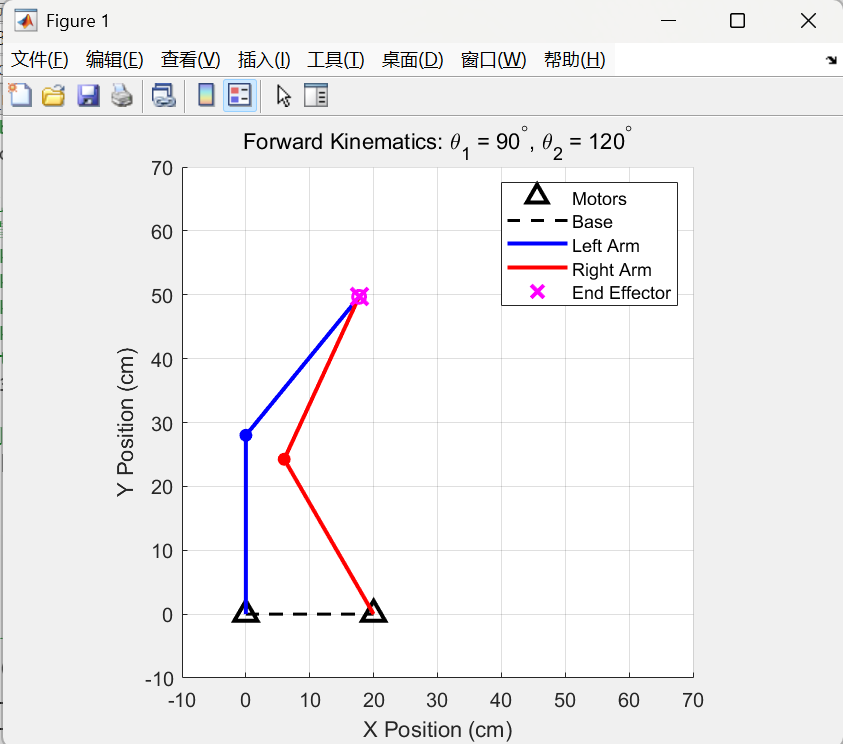 Figure 1
文件(F) 编辑(E) 查看(V) 插入(I) 工具(T) 桌面(D) 窗口(W) 帮助(H)
Forward Kinematics: θ₁ = 90°, θ₂ = 120°
Motors
Base
Left Arm
Right Arm
End Effector
70
60
50
40
30
20
10
0
-10
Y Position (cm)
-10 0 10 20 30 40 50 60 70
X Position (cm)